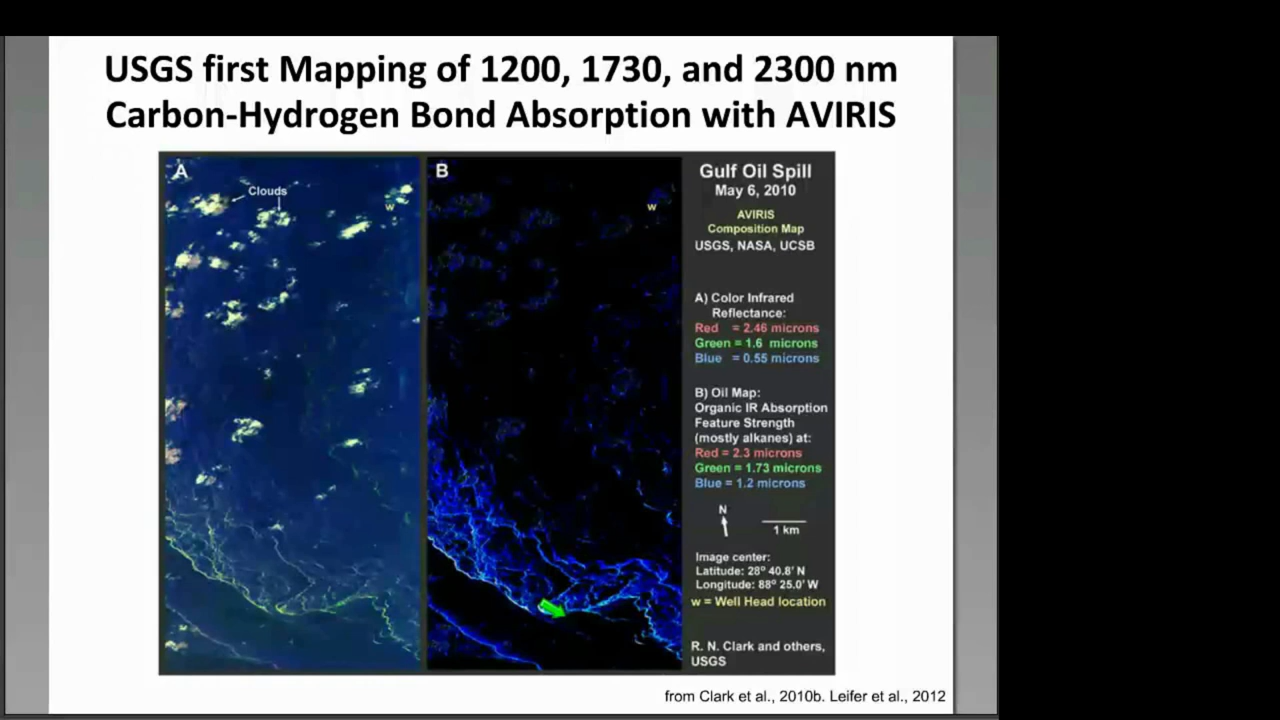 USGS first Mapping of 1200, 1730, and 2300 nm
Carbon-Hydrogen Bond Absorption with AVIRIS
A
Clouds
w
B
w
Gulf Oil Spill
May 6, 2010
AVIRIS
Composition Map
USGS, NASA, UCSB
A) Color Infrared
Reflectance:
Red = 2.46 microns
Green = 1.6 microns
Blue = 0.55 microns
B) Oil Map:
Organic IR Absorption
Feature Strength
(mostly alkanes) at:
Red = 2.3 microns
Green = 1.73 microns
Blue = 1.2 microns
N
1 km
Image center:
Latitude: 28º 40.8' N
Longitude: 88º 25.0' W
w = Well Head location
R. N. Clark and others,
USGS
from Clark et al., 2010b. Leifer et al., 2012